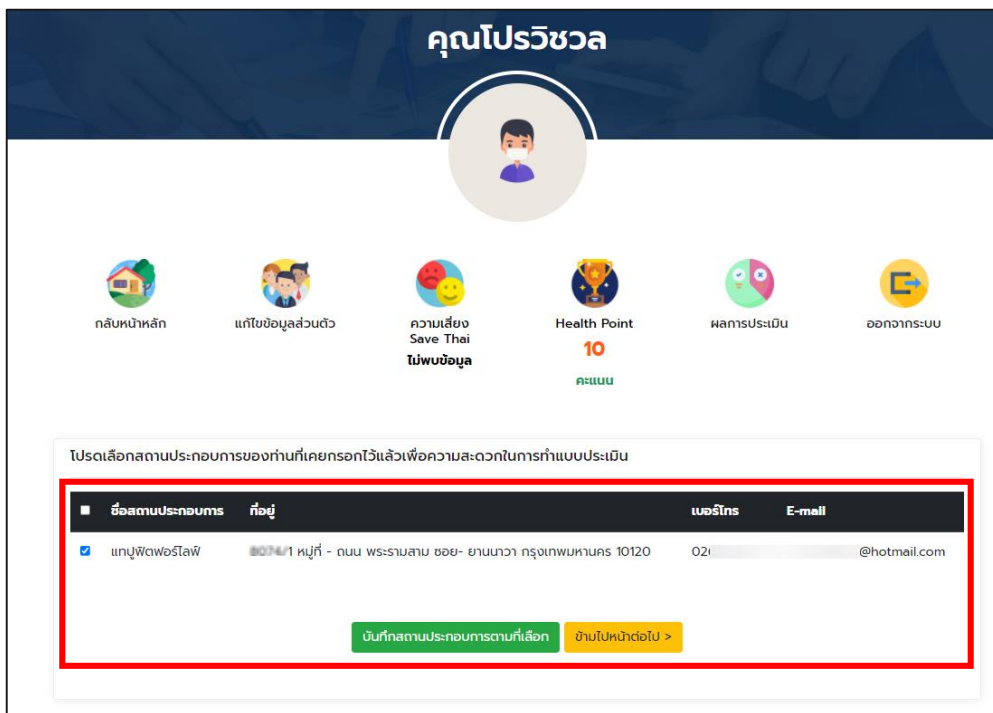 คุณโปรวิชวล
กลับหน้าหลัก
แก้ไขข้อมูลส่วนตัว
ความเสี่ยง
Save Thai
ไม่พบข้อมูล
Health Point
10
คะแนน
ผลการประเมิน
ออกจากระบบ
โปรดเลือกสถานประกอบการของท่านที่เคยกรอกไว้แล้วเพื่อความสะดวกในการทำแบบประเมิน
ชื่อสถานประกอบการ ที่อยู่ เบอร์โทร E-mail
แทปูฟิตฟอร์ไลฟ์ /1 หมู่ที่ - ถนน พระรามสาม ซอย- ยานนาวา กรุงเทพมหานคร 10120 02 @hotmail.com
บันทึกสถานประกอบการตามที่เลือก ข้ามไปหน้าต่อไป >